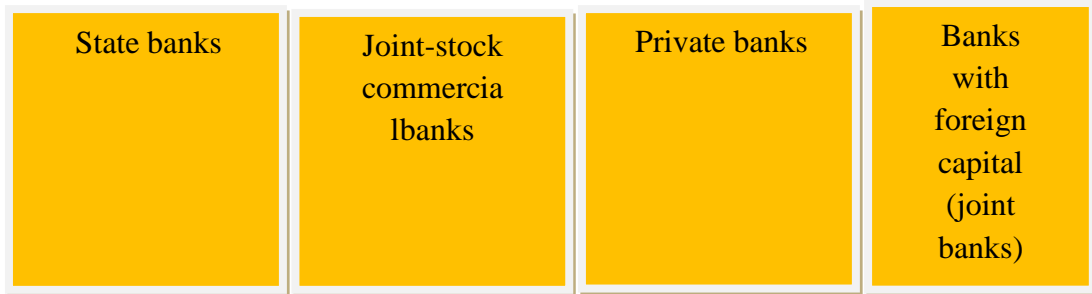 State banks
Joint-stock
commercia
lbanks
Private banks
Banks
with
foreign
capital
(joint
banks)